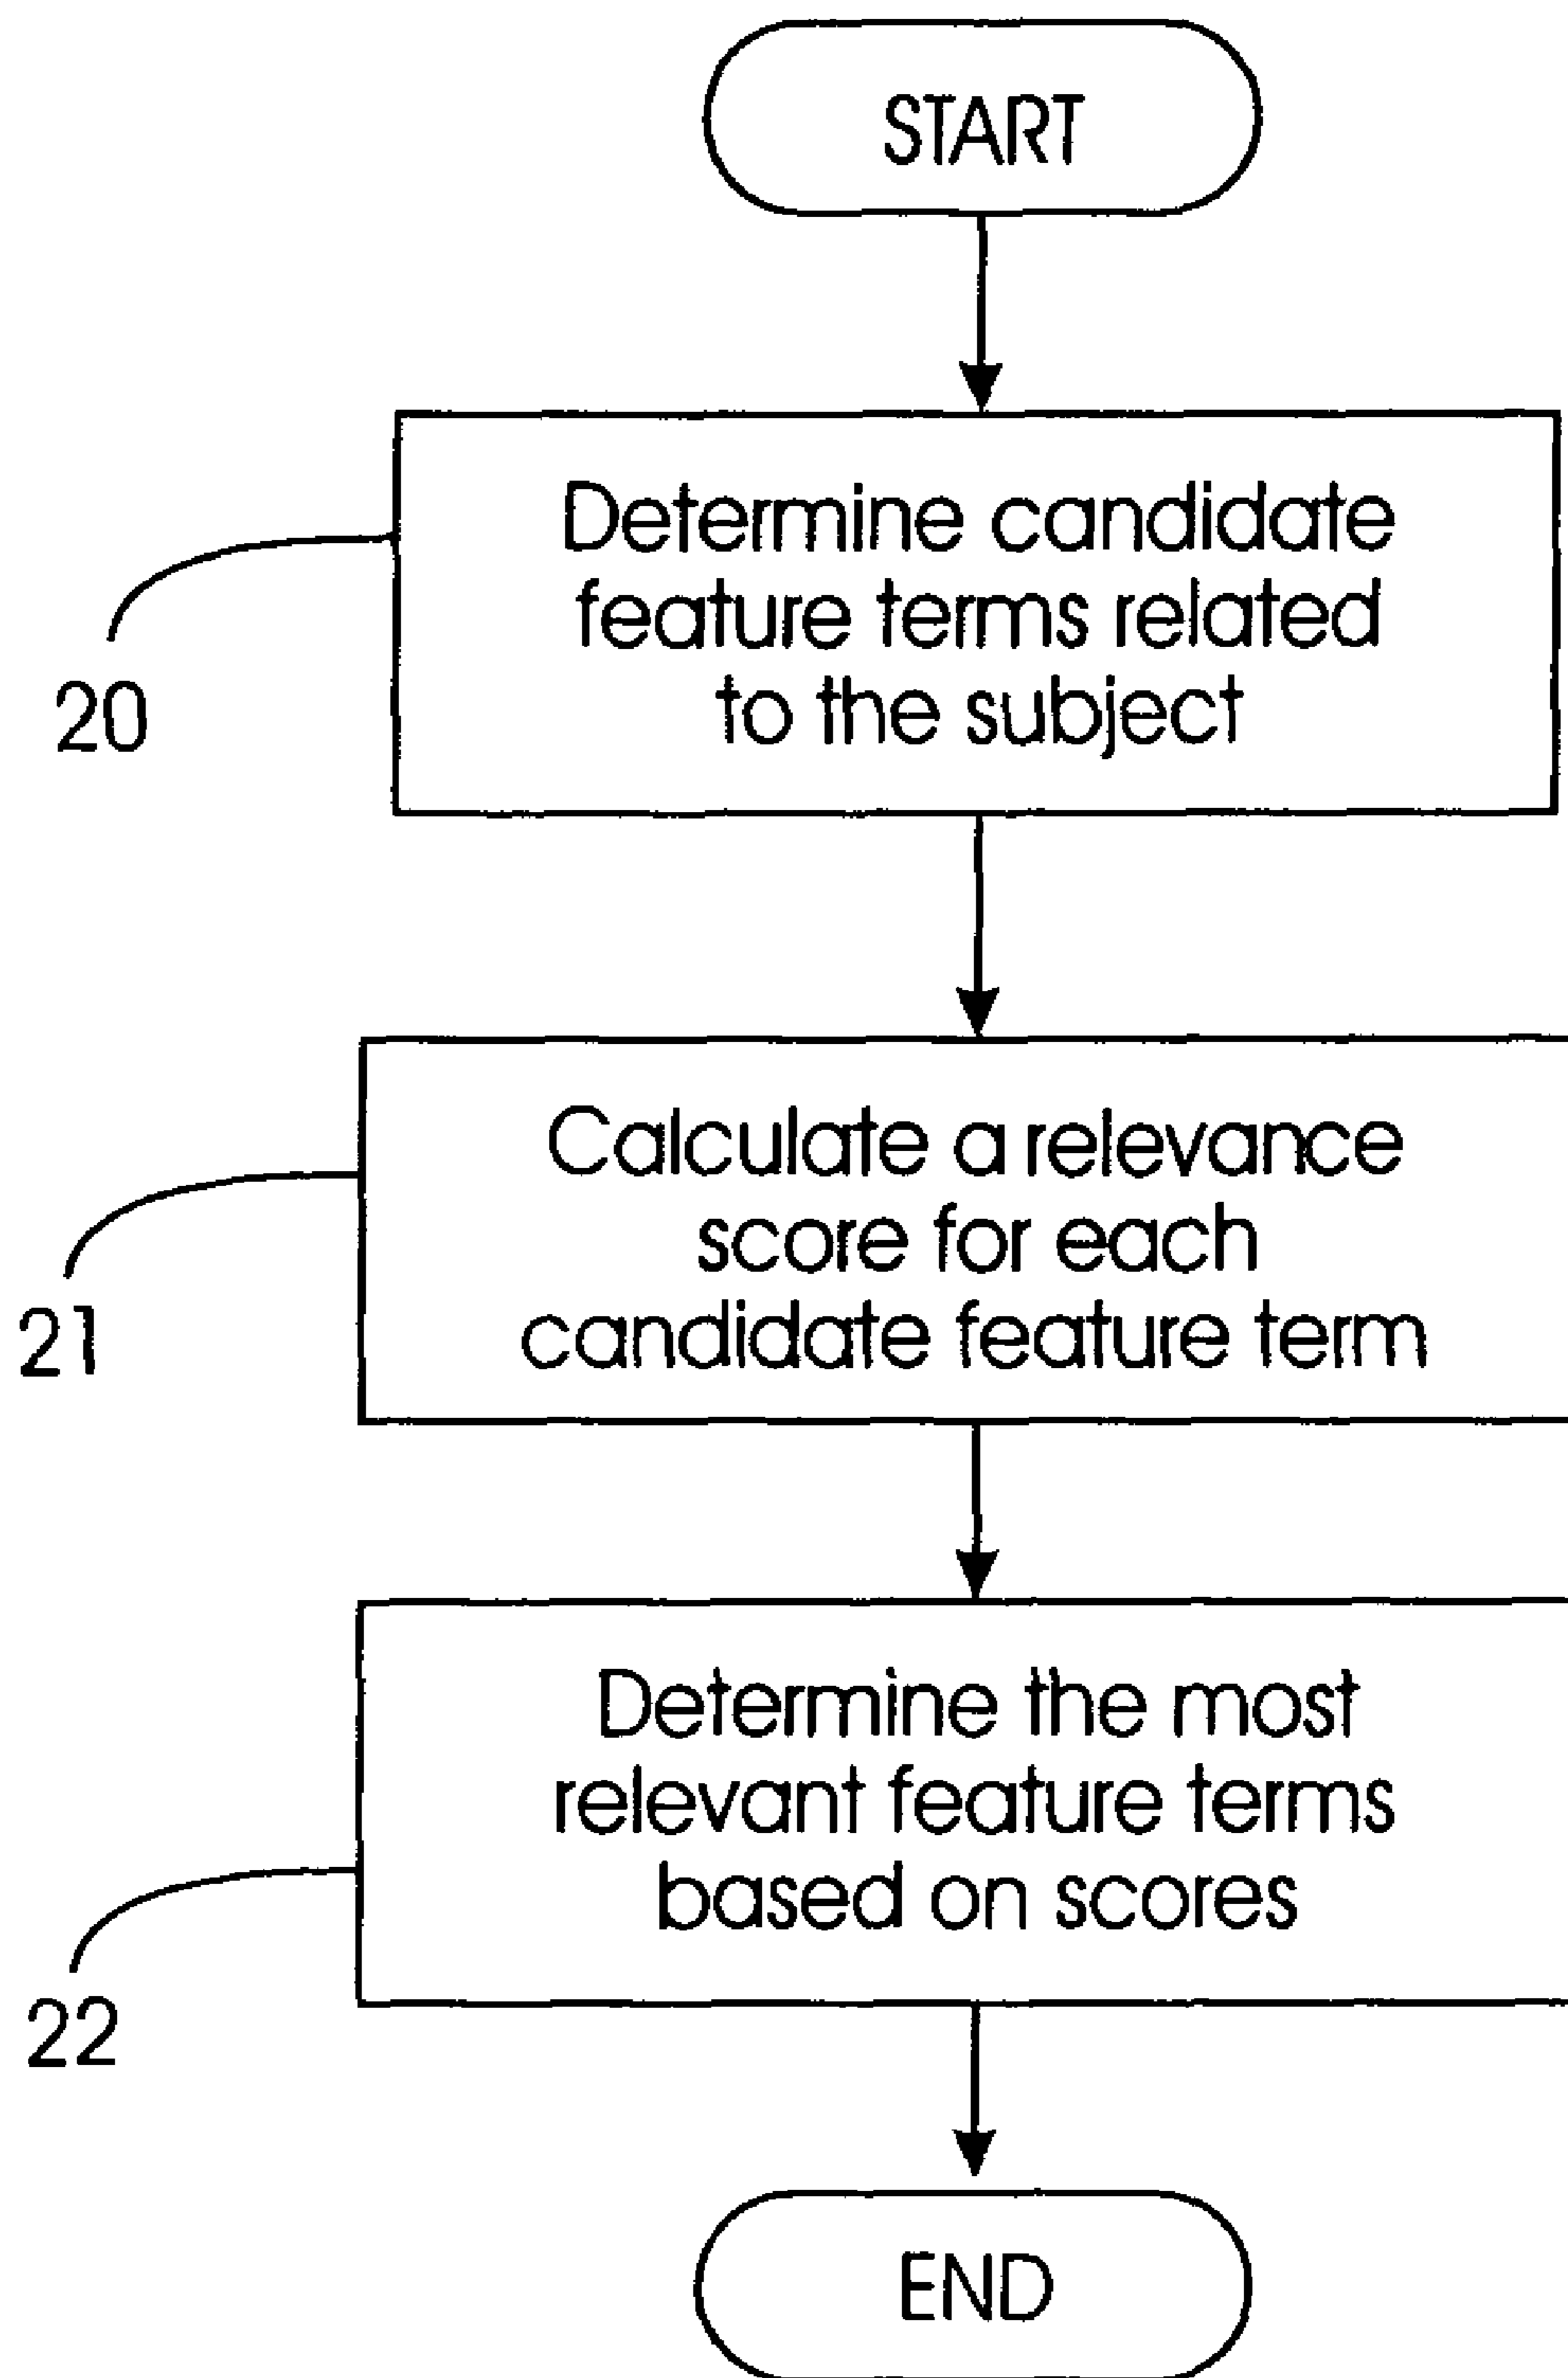 START
Determine candidate
feature terms related
to the subject
20
Calculate a relevance
score for each
candidate feature term
21
Determine the most
relevant feature terms
based on scores
22
END